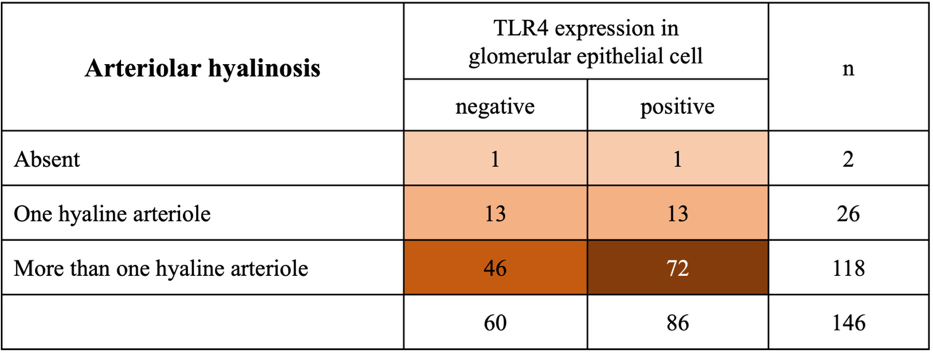 Arteriolar hyalinosis
TLR4 expression in
glomerular epithelial cell
n
negative
positive
Absent 1 1 2
One hyaline arteriole 13 13 26
More than one hyaline arteriole 46 72 118
60 86 146